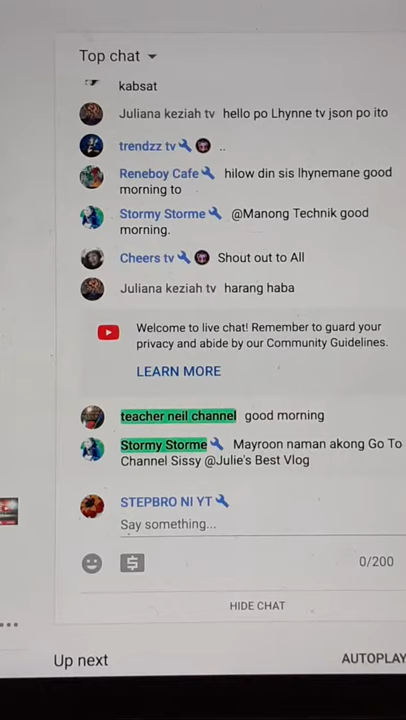 Top chat
kabsat
Juliana keziah tv hello po Lhynne tv json po ito
trendzz tv ..
Reneboy Cafe hilow din sis lhynemane good
morning to
Stormy Storme @Manong Technik good
morning.
Cheers tv Shout out to All
Juliana keziah tv harang haba
Welcome to live chat! Remember to guard your
privacy and abide by our Community Guidelines.
LEARN MORE
teacher neil channel good morning
Stormy Storme Mayroon naman akong Go To
Channel Sissy @Julie's Best Vlog
STEPBRO NI YT
Say something...
0/200
HIDE CHAT
Up next
AUTOPLAY